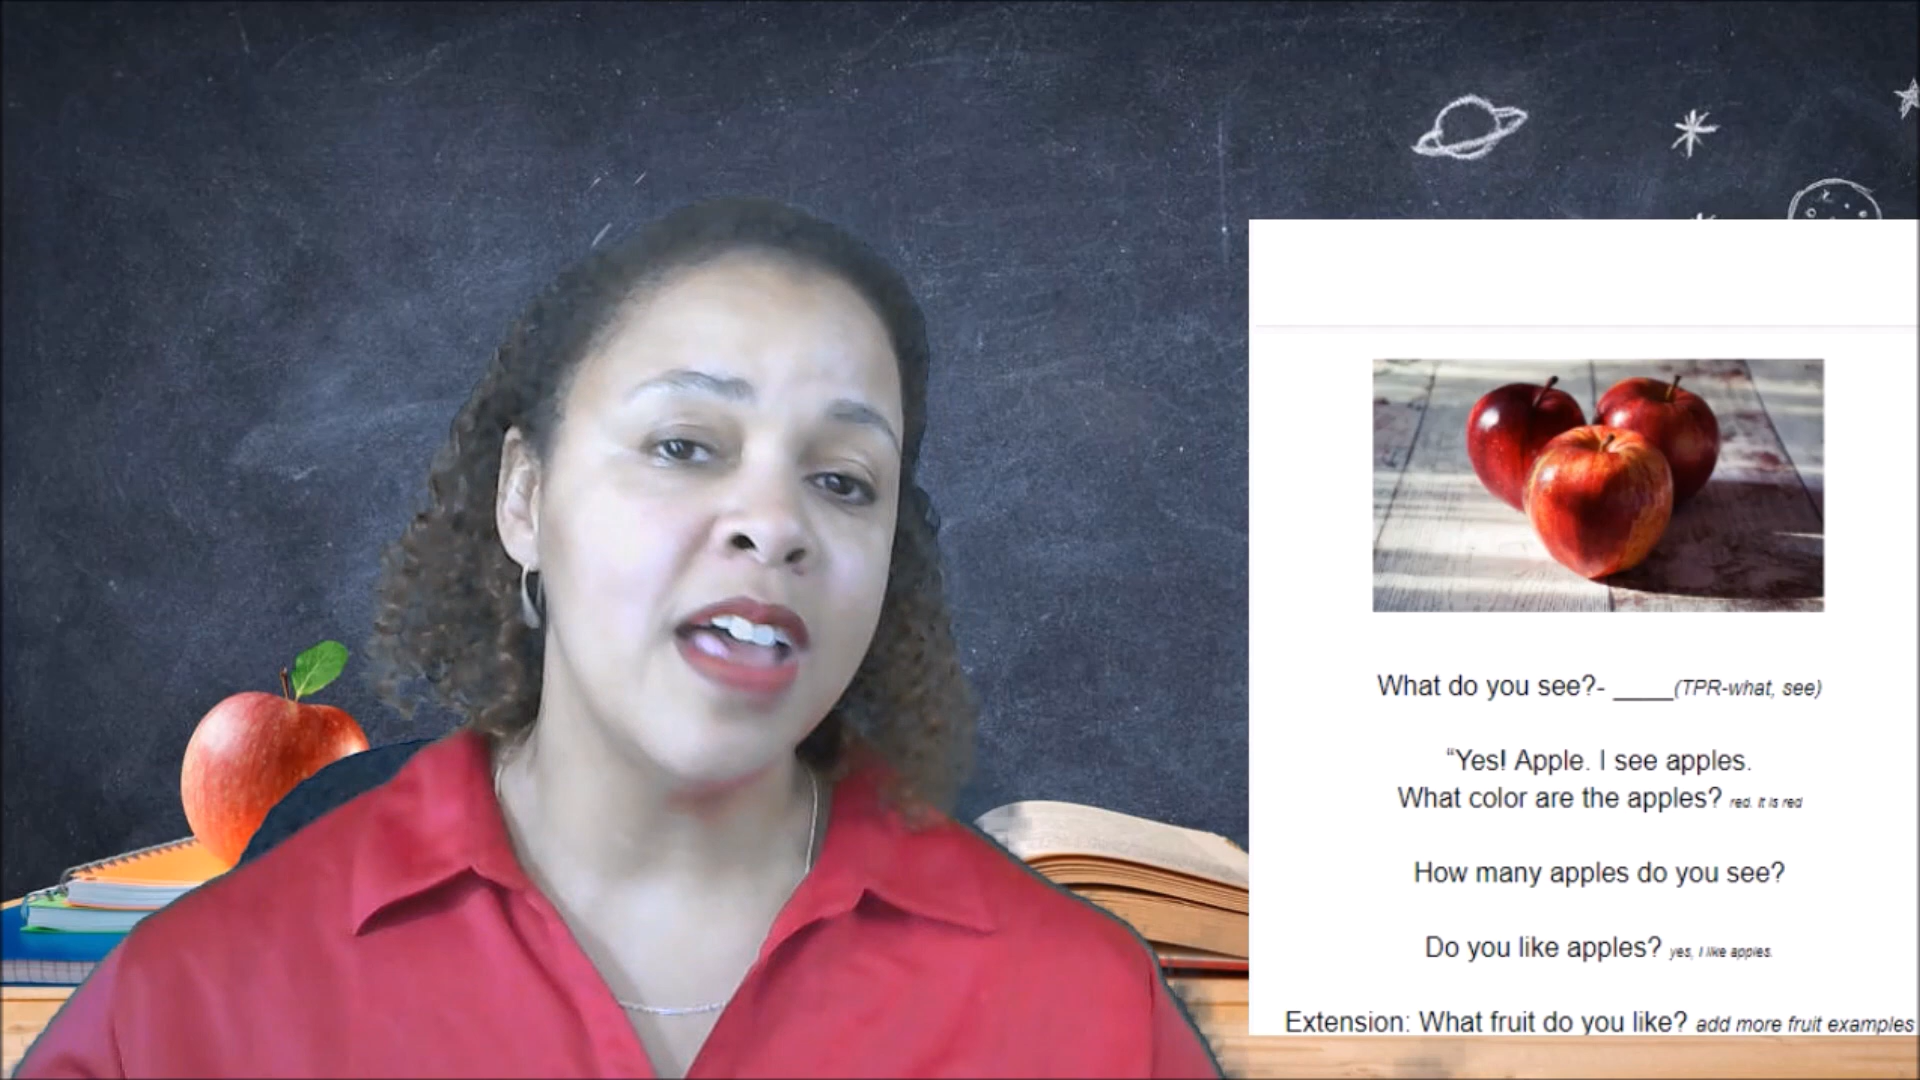 What do you see?- ____(TPR-what, see)
“Yes! Apple. I see apples.
What color are the apples? red. It is red
How many apples do you see?
Do you like apples? yes, I like apples.
Extension: What fruit do you like? add more fruit examples